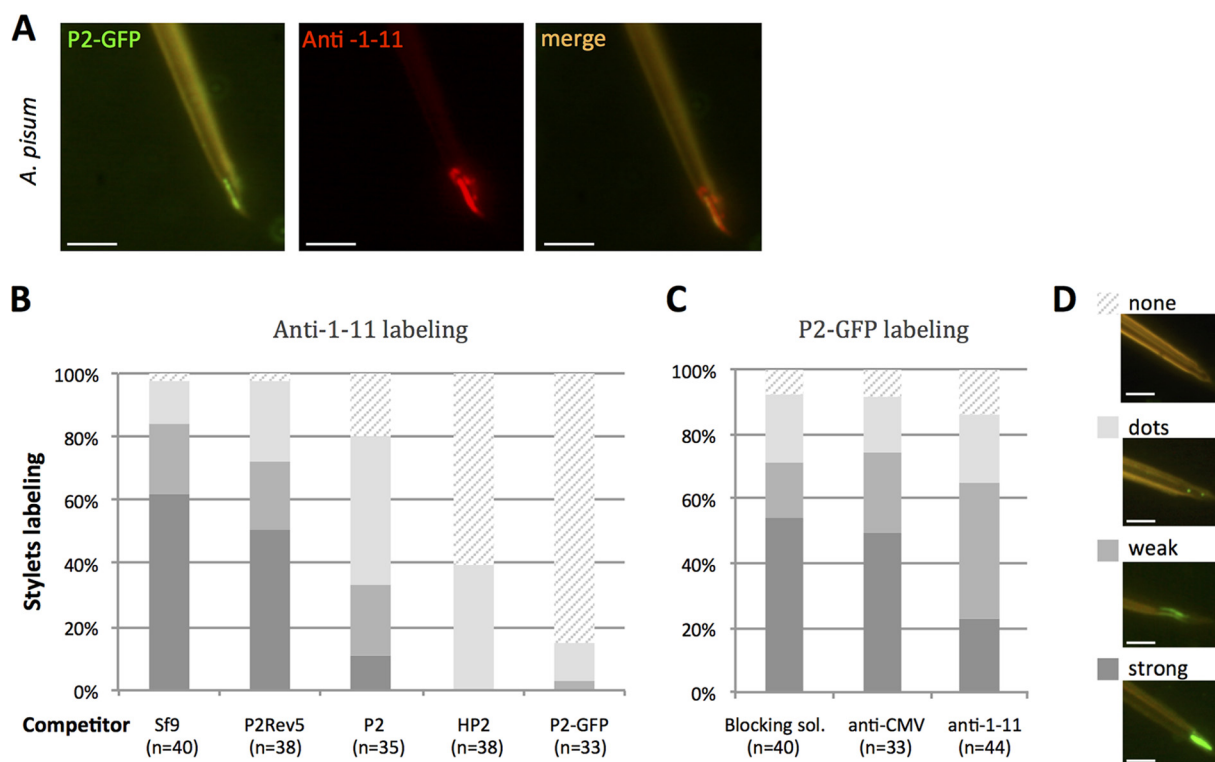 A
P2-GFP
Anti -1-11
merge
A. pisum
B
Anti-1-11 labeling
100%
80%
60%
40%
20%
0%
Stylets labeling
Competitor
Sf9
(n=40)
P2Rev5
(n=38)
P2
(n=35)
HP2
(n=38)
P2-GFP
(n=33)
C
P2-GFP labeling
100%
80%
60%
40%
20%
0%
Blocking sol.
(n=40)
anti-CMV
(n=33)
anti-1-11
(n=44)
D
none
dots
weak
strong